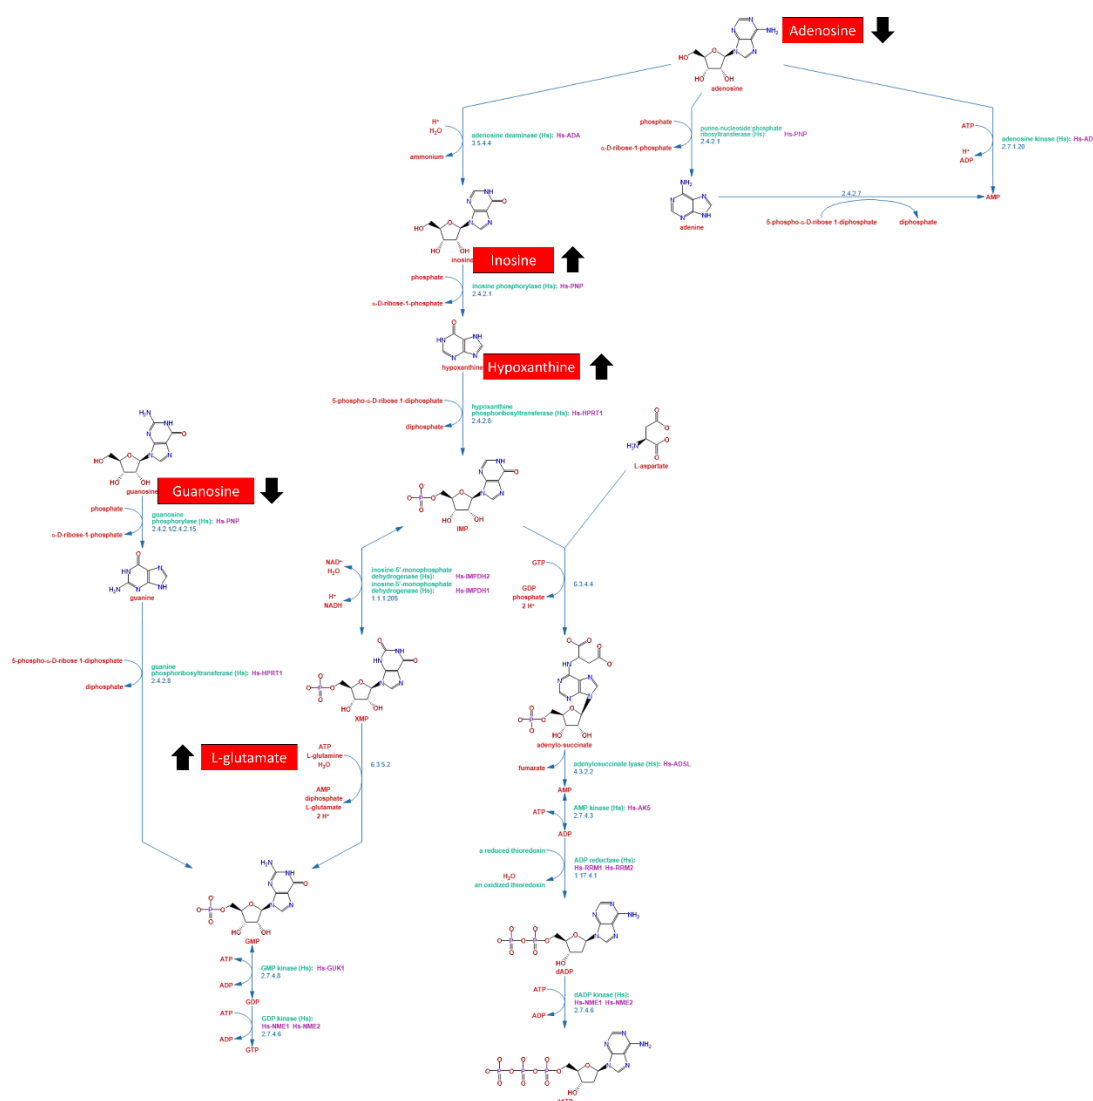 Adenosine
adenosine
H⁺
H₂O
adenosine deaminase (Hs): Hs-ADA
3.5.4.4
ammonium
phosphate
purine-nucleoside:phosphate
ribosyltransferase (Hs): Hs-PNP
2.4.2.1
α-D-ribose-1-phosphate
ATP
adenosine kinase (Hs): Hs-AD
2.7.1.20
H⁺
ADP
adenine
2.4.2.7
5-phospho-α-D-ribose 1-diphosphate
diphosphate
AMP
inosine
Inosine
phosphate
inosine phosphorylase (Hs): Hs-PNP
2.4.2.1
α-D-ribose-1-phosphate
hypoxanthine
Hypoxanthine
5-phospho-α-D-ribose 1-diphosphate
hypoxanthine
phosphoribosyltransferase (Hs): Hs-HPRT1
2.4.2.8
diphosphate
L-aspartate
guanosine
Guanosine
phosphate
guanosine
phosphorylase (Hs): Hs-PNP
2.4.2.1/2.4.2.15
α-D-ribose-1-phosphate
guanine
IMP
NAD⁺
H₂O
inosine-5'-monophosphate
dehydrogenase (Hs): Hs-IMPDH2
inosine-5'-monophosphate
dehydrogenase (Hs): Hs-IMPDH1
1.1.1.205
H⁺
NADH
GTP
6.3.4.4
GDP
phosphate
2 H⁺
5-phospho-α-D-ribose 1-diphosphate
guanine
phosphoribosyltransferase (Hs): Hs-HPRT1
2.4.2.8
diphosphate
XMP
adenylo-succinate
L-glutamate
ATP
L-glutamine
H₂O
6.3.5.2
AMP
diphosphate
L-glutamate
2 H⁺
fumarate
adenylosuccinate lyase (Hs): Hs-ADSL
4.3.2.2
AMP
ATP
AMP kinase (Hs): Hs-AK5
2.7.4.3
ADP
a reduced thioredoxin
ADP reductase (Hs):
Hs-RRM1 Hs-RRM2
1.17.4.1
H₂O
an oxidized thioredoxin
GMP
ATP
GMP kinase (Hs): Hs-GUK1
2.7.4.8
ADP
GDP
ATP
GDP kinase (Hs):
Hs-NME1 Hs-NME2
2.7.4.6
ADP
GTP
dADP
ATP
dADP kinase (Hs):
Hs-NME1 Hs-NME2
2.7.4.6
ADP